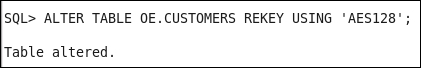 SQL> ALTER TABLE OE.CUSTOMERS REKEY USING 'AES128';
Table altered.